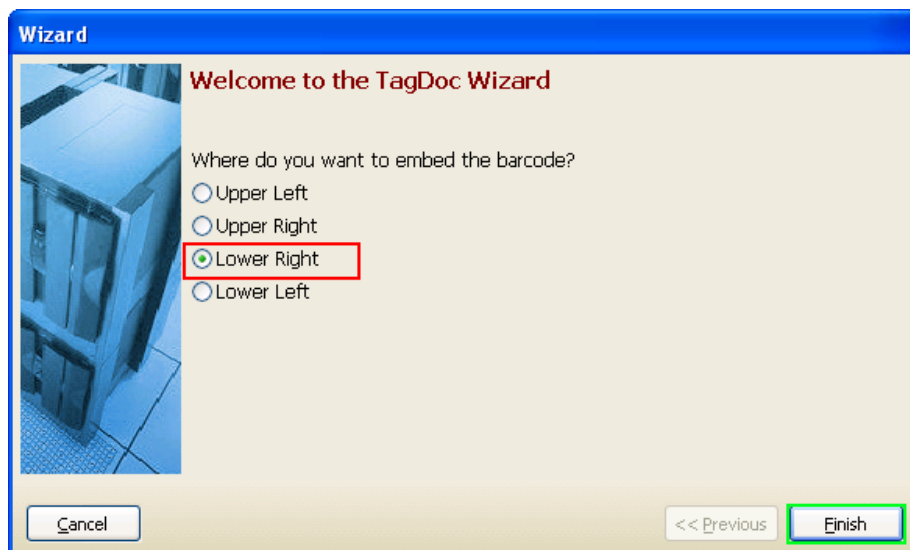 Wizard
Welcome to the TagDoc Wizard
Where do you want to embed the barcode?
Upper Left
Upper Right
Lower Right
Lower Left
Cancel
<< Previous
Finish